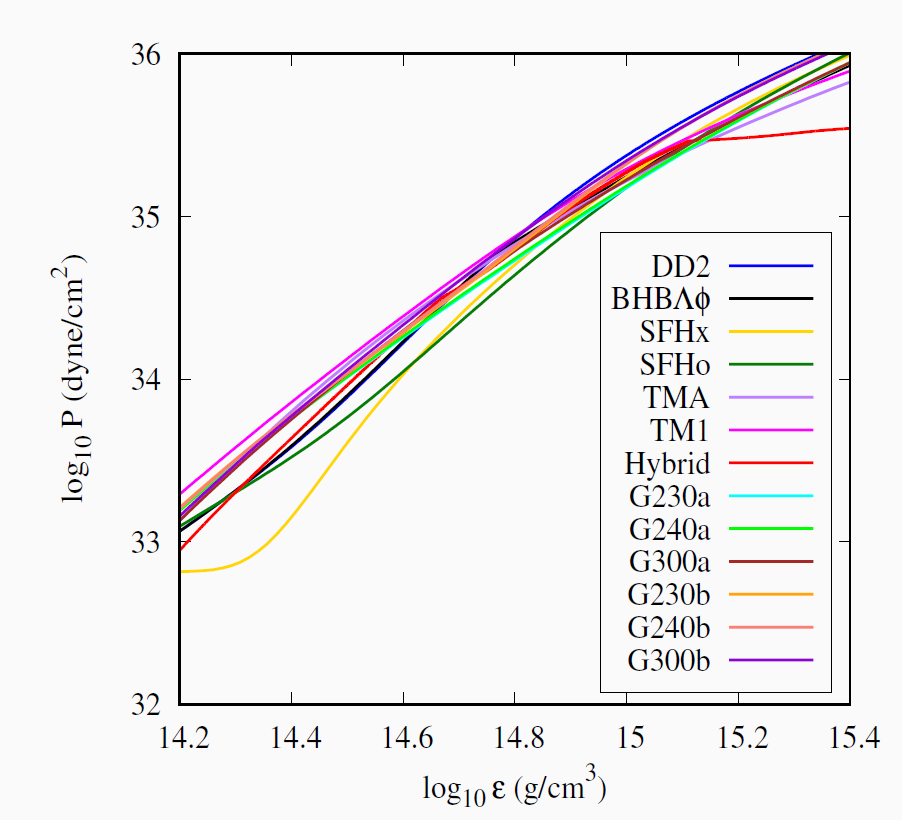 36
35
34
33
32
log10 P (dyne/cm2)
DD2
BHBΛϕ
SFHx
SFHo
TMA
TM1
Hybrid
G230a
G240a
G300a
G230b
G240b
G300b
14.2 14.4 14.6 14.8 15 15.2 15.4
log10 ε (g/cm3)